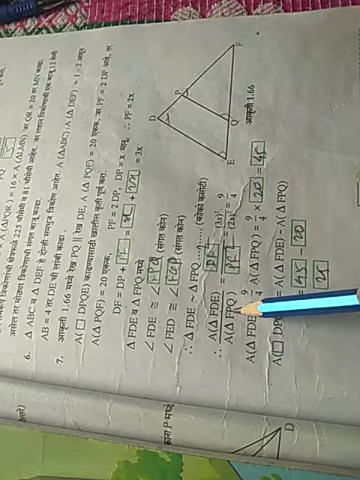 असेल तर मोठ्या त्रिकोणाची संगत बाजू काढा.
6. △ ABC व △ DEF हे दोन्ही समभुज त्रिकोण आहेत. A (△ABC) : A (△ DEF) = 1 : 2 असून
AB = 4 तर DE ची लांबी काढा.
7. आकृती 1.66 मध्ये रेख PQ || रेख DE, A (△ PQF) = 20 एकक, जर PF = 2 DP आहे, तर
A(□ DPQE) काढण्यासाठी खालील कृती पूर्ण करा.
A(△ PQF) = 20 एकक, PF = 2 DP, DP = x मानू. ∴ PF = 2x
DF = DP + PF = x + 2x = 3x
△ FDE व △ FPQ मध्ये
∠ FDE ≅ ∠ FPQ (संगत कोन)
∠ FED ≅ ∠ FQP (संगत कोन)
∴ △ FDE ~ △ FPQ .......... (कोको कसोटी)
∴ A(△ FDE) / A(△ FPQ) = DF² / PF² = (3x)² / (2x)² = 9/4
A(△ FDE) = 9/4 A(△ FPQ) = 9/4 × 20 = 45
A(□ DPQE) = A(△ FDE) − A(△ FPQ)
= 45 − 20
= 25
D
P
E
Q
F
आकृती 1.66
D